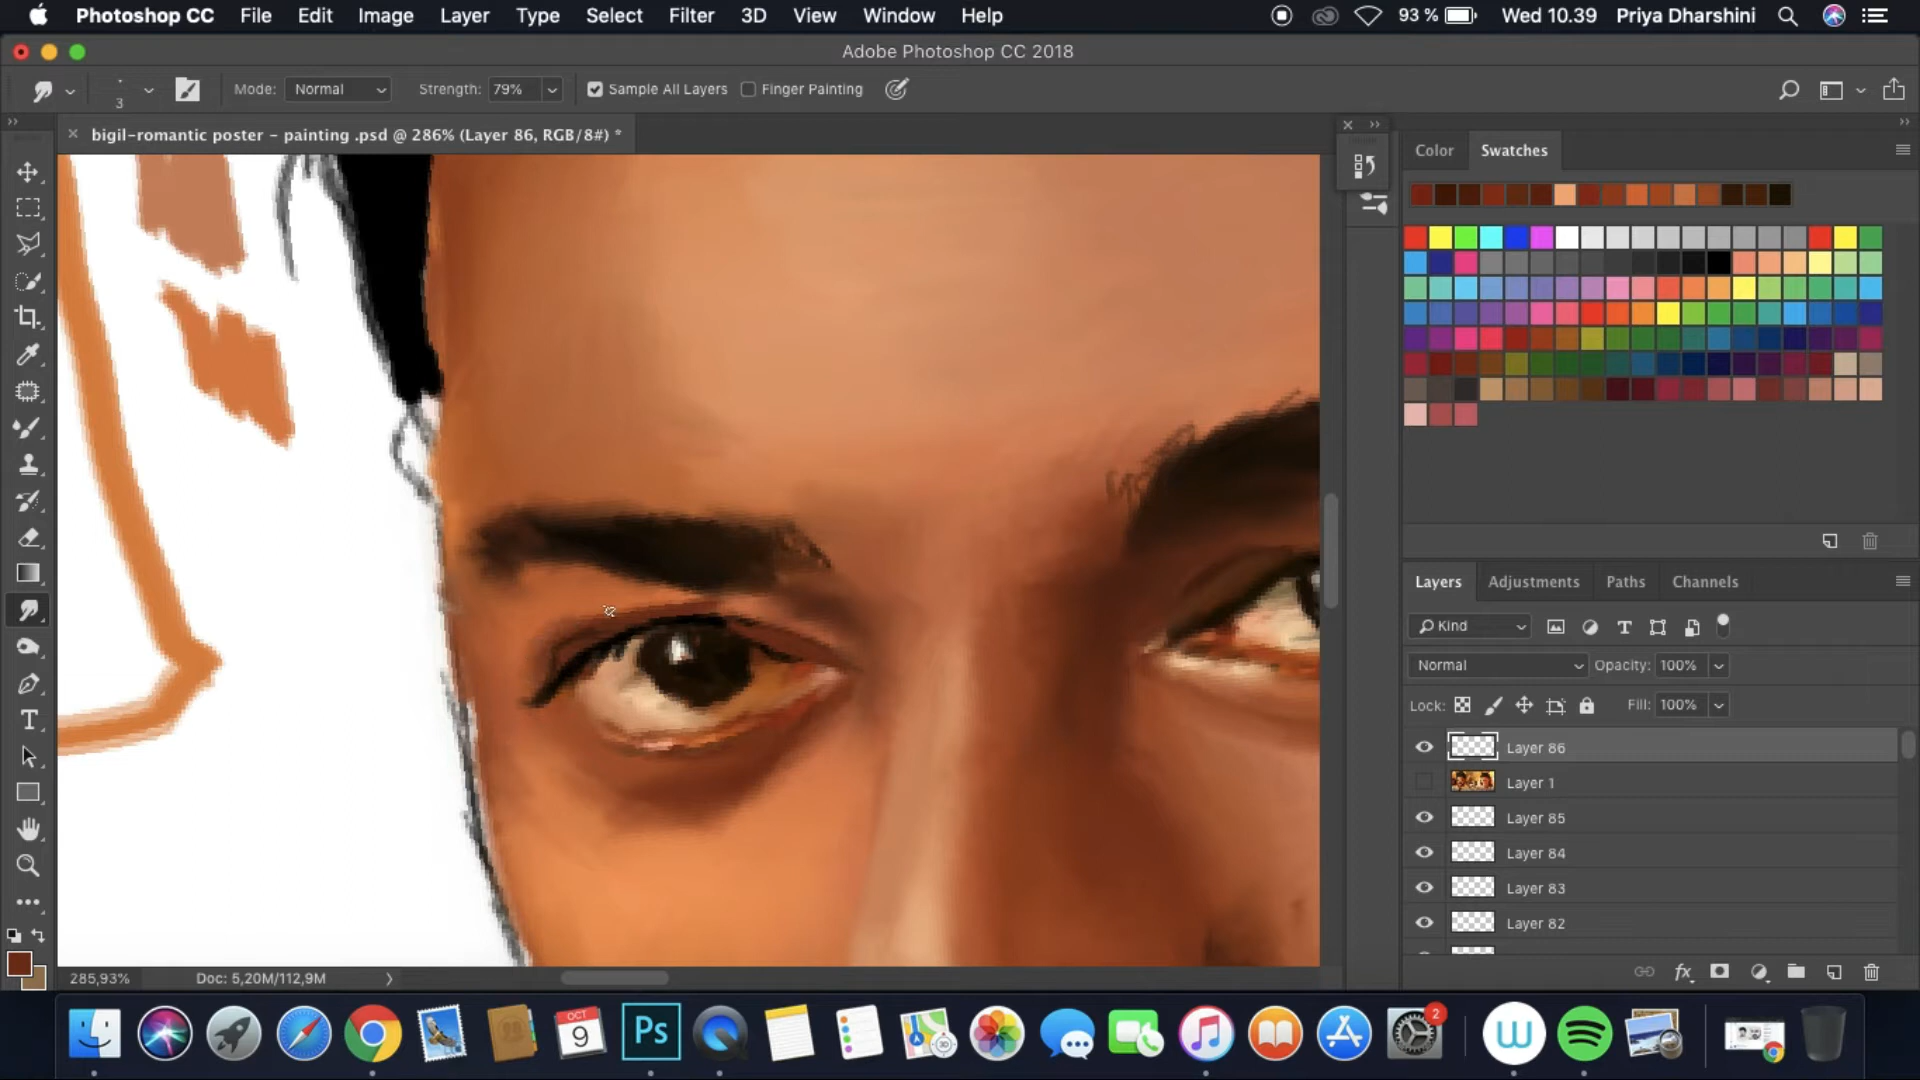 Photoshop CC File Edit Image Layer Type Select Filter 3D View Window Help 93 % Wed 10.39 Priya Dharshini
Adobe Photoshop CC 2018
3 Mode: Normal Strength: 79% Sample All Layers Finger Painting
bigil-romantic poster - painting .psd @ 286% (Layer 86, RGB/8#) *
Color Swatches
Layers Adjustments Paths Channels
Kind
Normal Opacity: 100%
Lock: Fill: 100%
Layer 86
Layer 1
Layer 85
Layer 84
Layer 83
Layer 82
fx
285,93% Doc: 5,20M/112,9M
OCT
9
Ps
3D
2
W